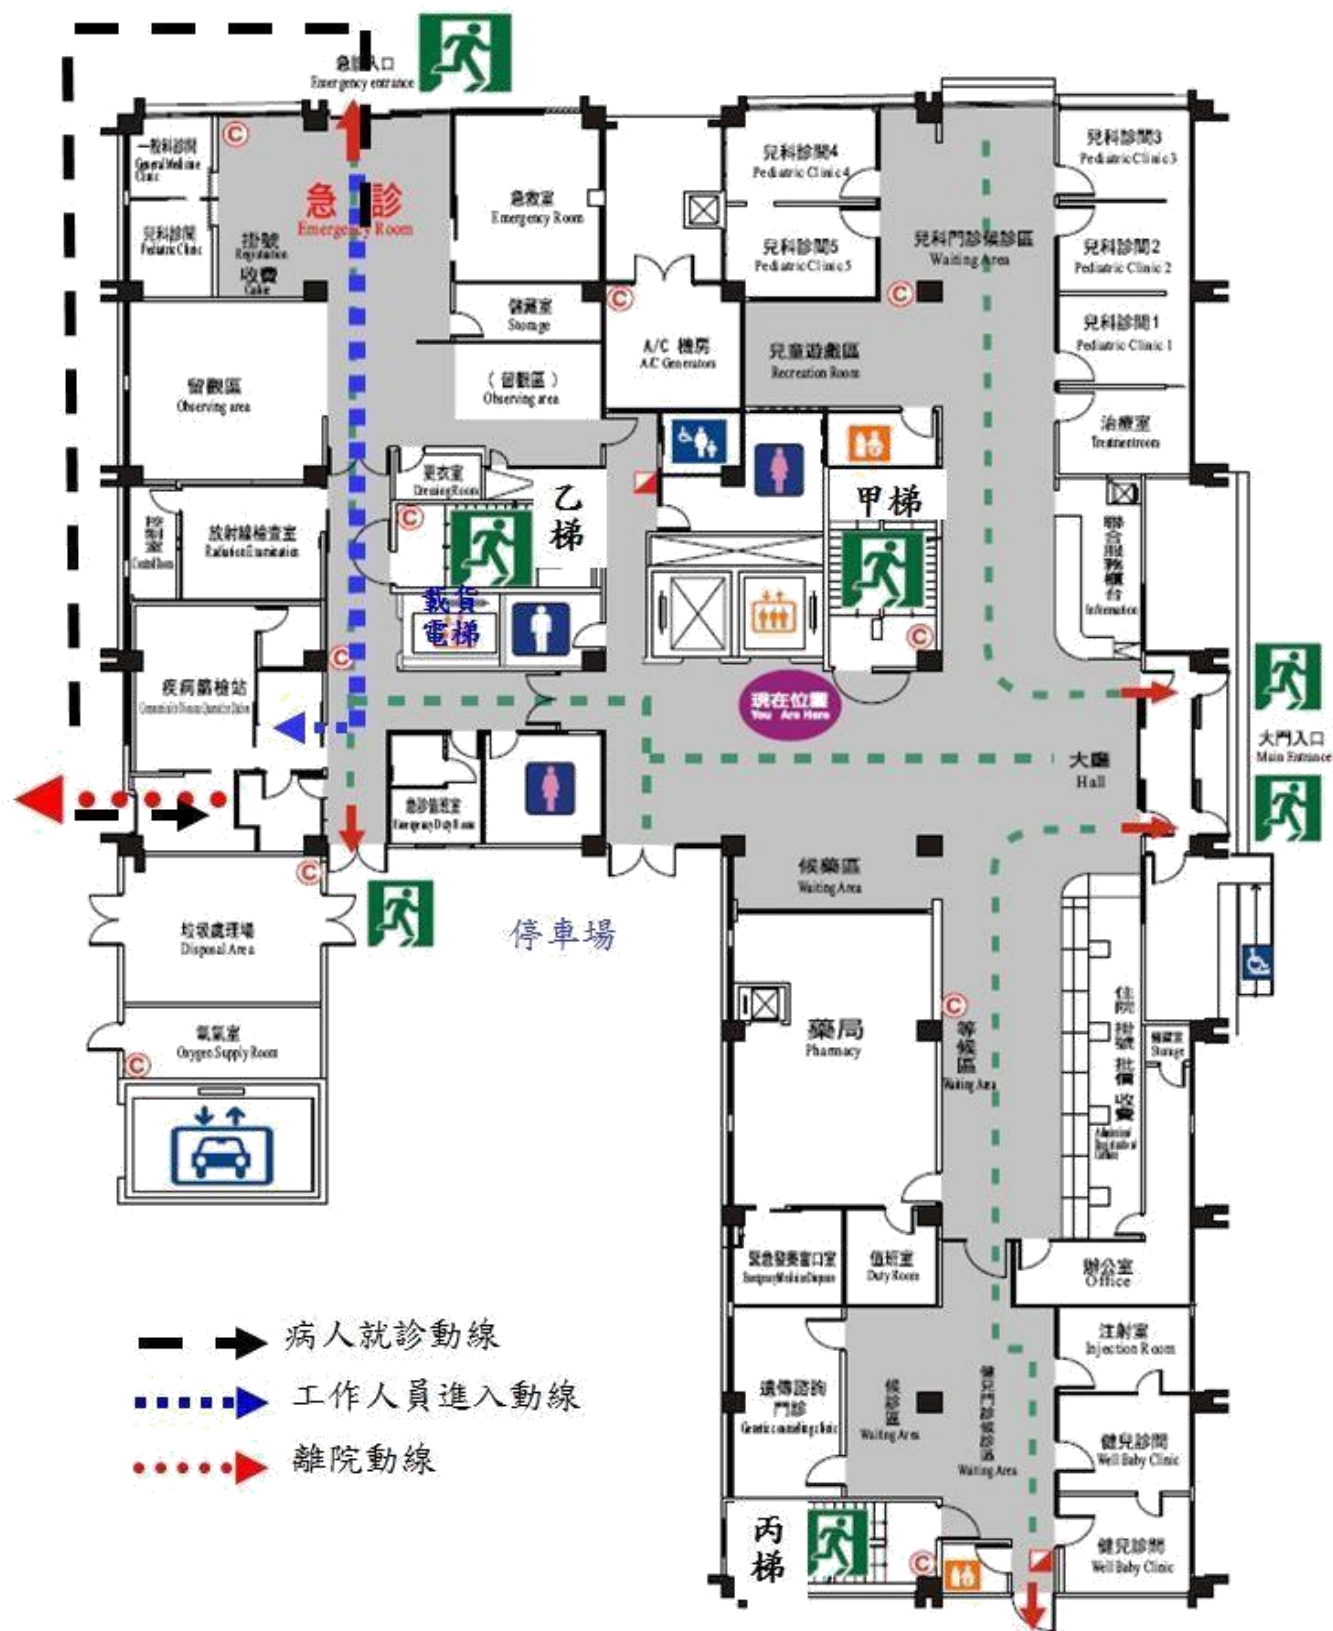 急診入口
Emergency entrance
一般科診間
General Medicine
Clinic
兒科診間
Pediatric Clinic
急診
Emergency Room
掛號
Registration
收費
急救室
Emergency Room
儲藏室
Storage
留觀區
Observing area
(留觀區)
Observing area
A/C 機房
A/C Generators
兒科診間4
Pediatric Clinic 4
兒科診間5
Pediatric Clinic 5
兒科門診候診區
Waiting Area
兒科診間3
Pediatric Clinic 3
兒科診間2
Pediatric Clinic 2
兒科診間1
Pediatric Clinic 1
兒童遊戲區
Recreation Room
治療室
Treatment room
更衣室
Dressing Room
乙梯
甲梯
控制室
Control Room
放射線檢查室
Radiation Examination
聯合服務櫃台
Information
載貨
電梯
疾病篩檢站
現在位置
You Are Here
大廳
Hall
大門入口
Main Entrance
急診值班室
Emergency Duty Room
候藥區
Waiting Area
垃圾處理場
Disposal Area
停車場
氧氣室
Oxygen Supply Room
藥局
Pharmacy
等候區
Waiting Area
住院 掛號 批價 收費
儲藏室
Storage
緊急發藥窗口室
值班室
Duty Room
辦公室
Office
注射室
Injection Room
遺傳諮詢
門診
Genetic counseling clinic
候診區
Waiting Area
健兒門診候診區
Waiting Area
健兒診間
Well Baby Clinic
健兒診間
Well Baby Clinic
丙梯
病人就診動線
工作人員進入動線
離院動線